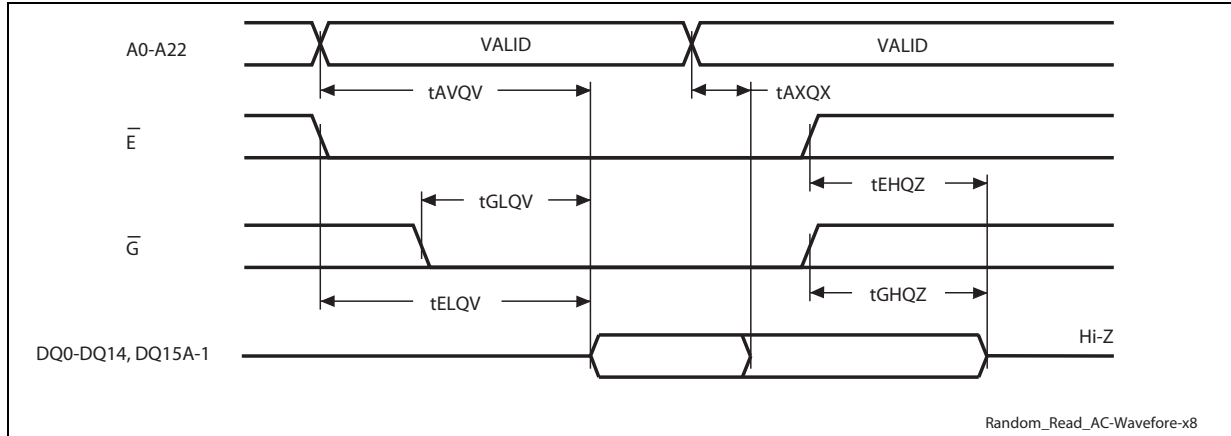 A0-A22
VALID
VALID
tAVQV
tAXQX
E̅
tEHQZ
tGLQV
G̅
tGHQZ
tELQV
Hi-Z
DQ0-DQ14, DQ15A-1
Random_Read_AC-Wavefore-x8